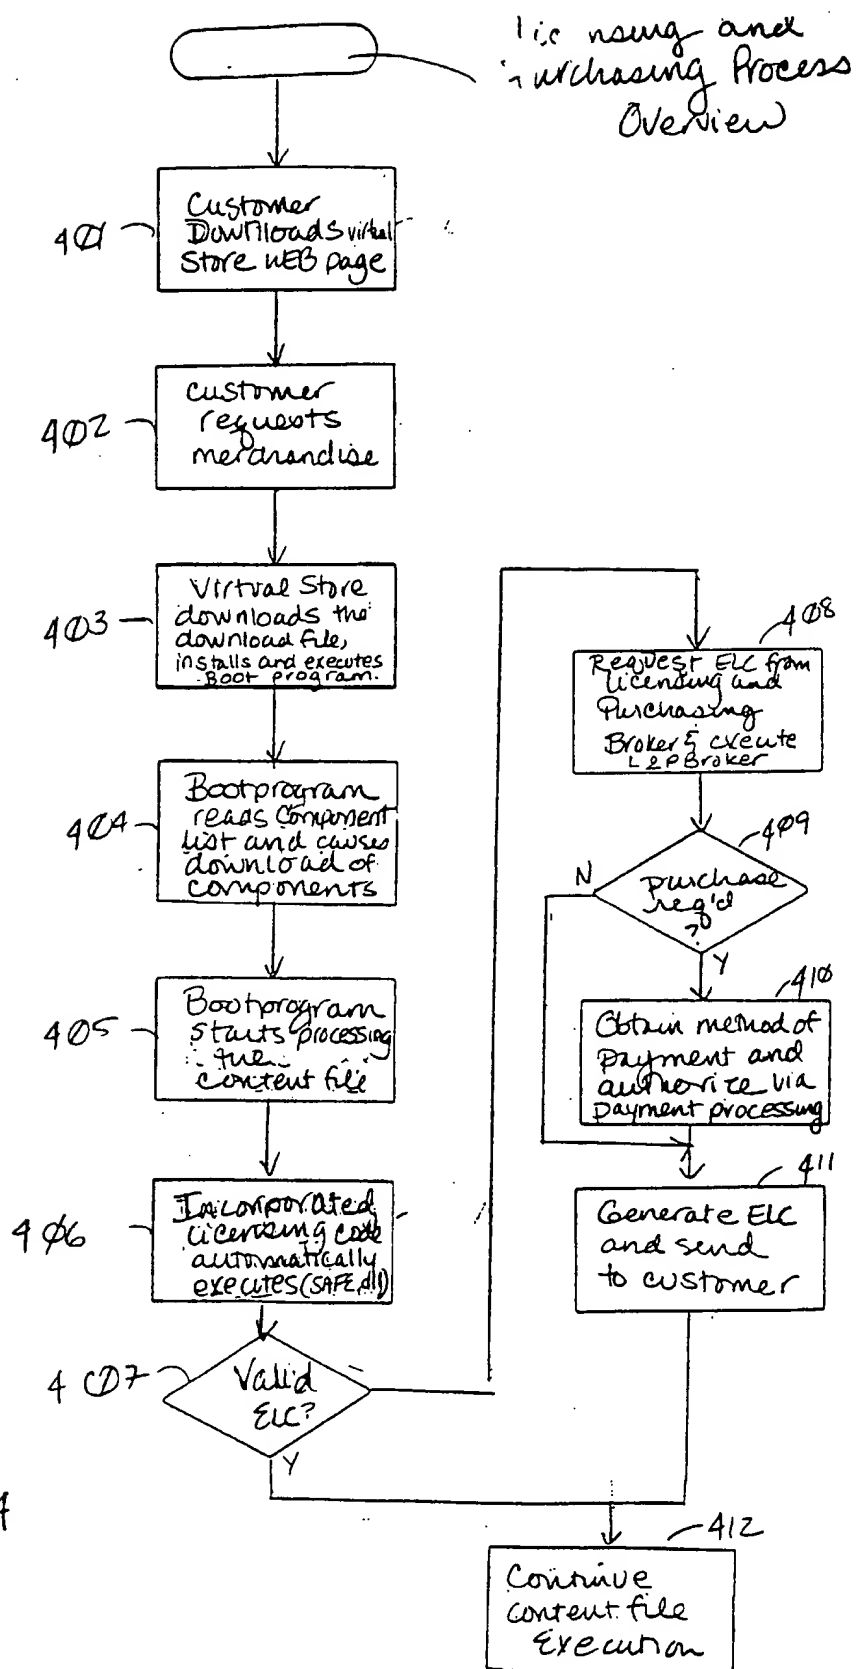 nsing and
Purchasing Process
Overview
401
Customer
Downloads virtual
Store WEB page
402
Customer
requests
merchandise
403
Virtual Store
downloads the
download file,
installs and executes
Boot program.
404
Bootprogram
reads Component
list and causes
download of
components
405
Bootprogram
starts processing
the
content file
406
Incorporated
licensing code
automatically
executes (SAFE.dll)
407
Valid
ELC?
Y
408
Request ELC from
licensing and
Purchasing
Broker & execute
L&P Broker
409
purchase
req'd
?
N
Y
410
Obtain method of
payment and
authorize via
payment processing
411
Generate ELC
and send
to customer
4
412
Continue
content file
Execution